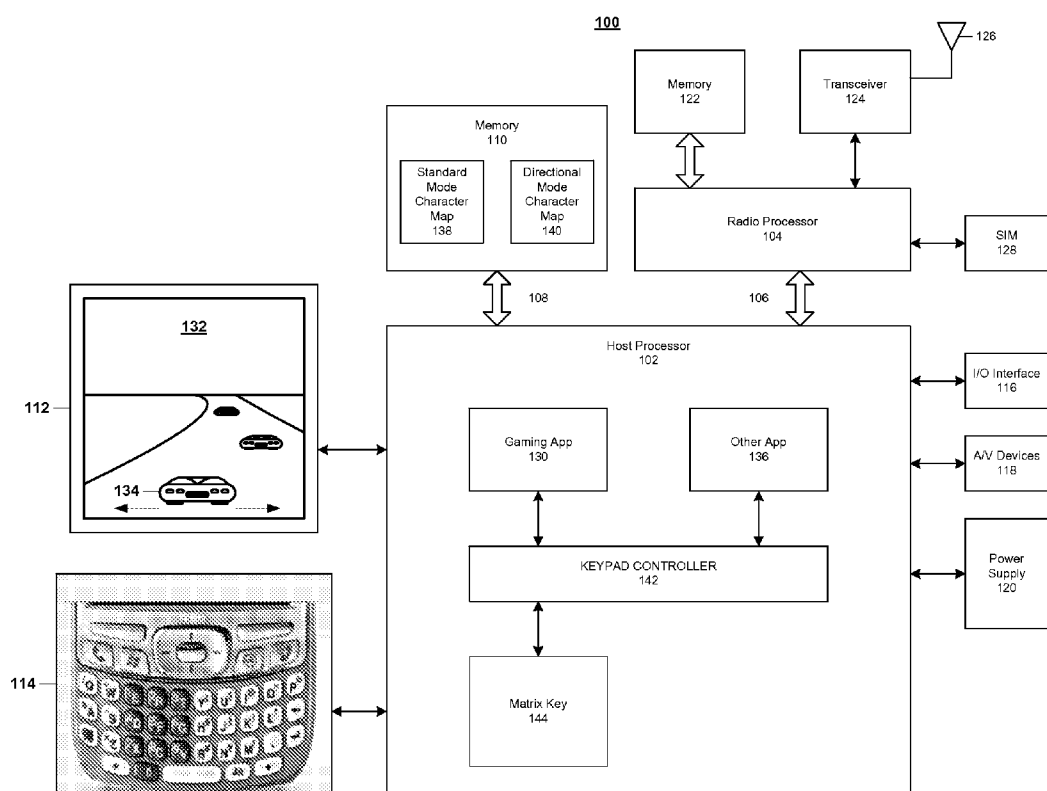 100
126
Memory
122
Transceiver
124
Memory
110
Standard
Mode
Character
Map
138
Directional
Mode
Character
Map
140
Radio Processor
104
SIM
128
108
106
132
112
134
Host Processor
102
I/O Interface
116
Gaming App
130
Other App
136
A/V Devices
118
KEYPAD CONTROLLER
142
Power
Supply
120
114
Matrix Key
144